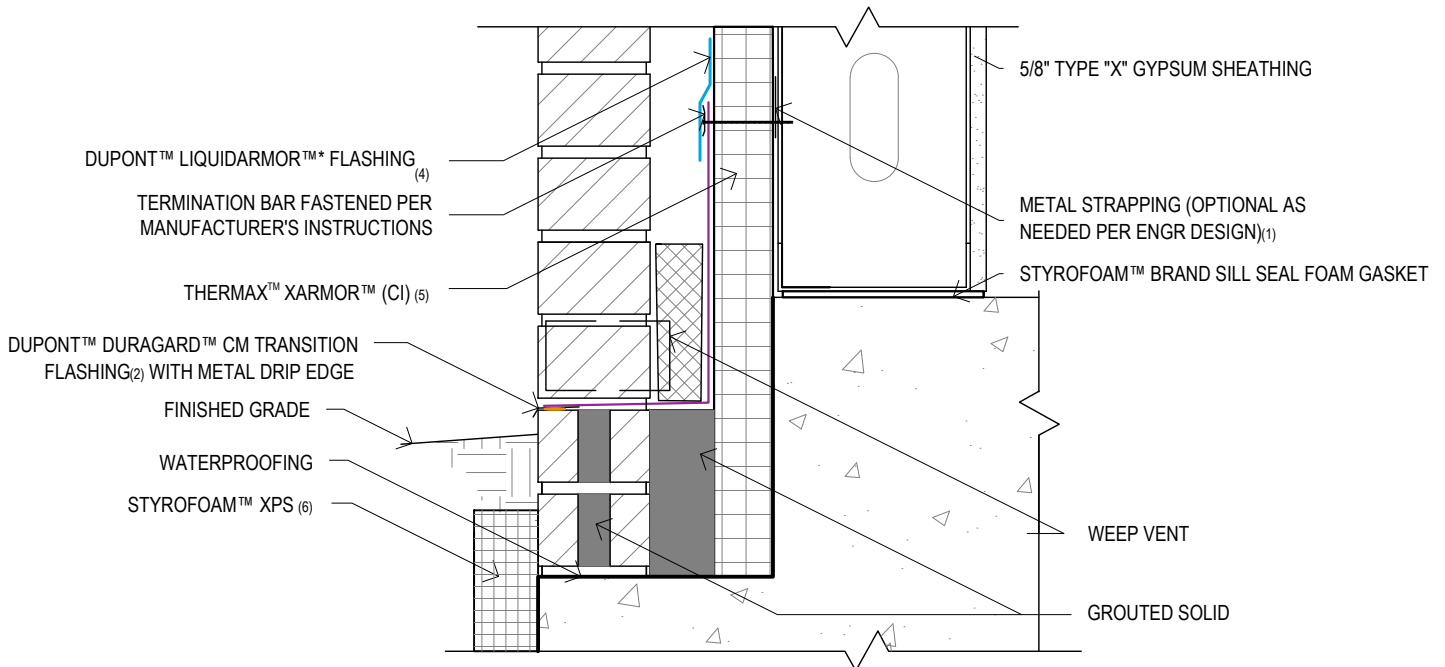 DUPONT™ LIQUIDARMOR™* FLASHING (4)
TERMINATION BAR FASTENED PER
MANUFACTURER'S INSTRUCTIONS
THERMAX™ XARMOR™ (CI) (5)
DUPONT™ DURAGARD™ CM TRANSITION
FLASHING(2) WITH METAL DRIP EDGE
FINISHED GRADE
WATERPROOFING
STYROFOAM™ XPS (6)
5/8" TYPE "X" GYPSUM SHEATHING
METAL STRAPPING (OPTIONAL AS
NEEDED PER ENGR DESIGN)(1)
STYROFOAM™ BRAND SILL SEAL FOAM GASKET
WEEP VENT
GROUTED SOLID